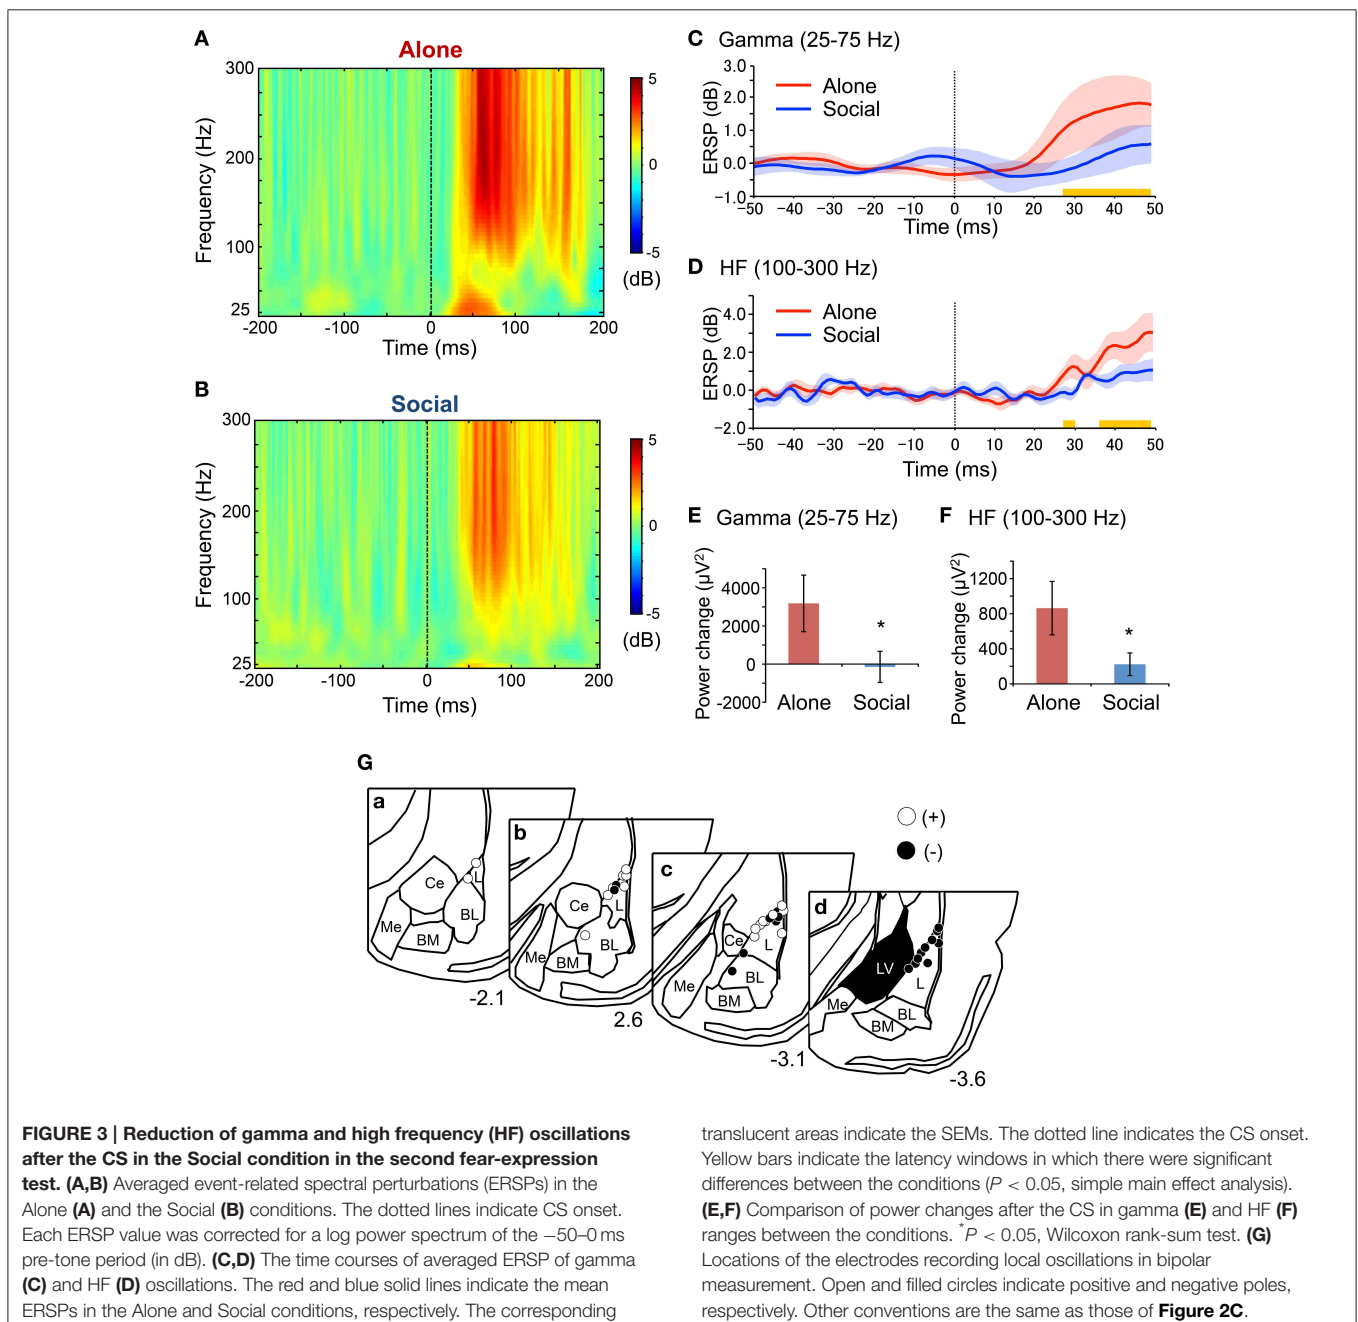 A
Alone
300
200
100
25
Frequency (Hz)
-200
-100
0
100
200
Time (ms)
5
0
-5
(dB)
B
Social
300
200
100
25
Frequency (Hz)
-200
-100
0
100
200
Time (ms)
5
0
-5
(dB)
C Gamma (25-75 Hz)
3.0
2.0
1.0
0.0
−1.0
ERSP (dB)
Alone
Social
−50 −40 −30 −20 −10 0 10 20 30 40 50
Time (ms)
D HF (100-300 Hz)
4.0
2.0
0.0
−2.0
ERSP (dB)
Alone
Social
−50 −40 −30 −20 −10 0 10 20 30 40 50
Time (ms)
E Gamma (25-75 Hz)
Power change (µV²)
4000
2000
0
-2000
*
Alone Social
F HF (100-300 Hz)
Power change (µV²)
1200
800
400
0
*
Alone Social
G
a
Ce
L
BL
Me
BM
-2.1
b
Ce
L
BL
Me
BM
2.6
c
Ce
L
BL
Me
BM
-3.1
d
LV
L
Me
BL
BM
-3.6
(+)
(-)
FIGURE 3 | Reduction of gamma and high frequency (HF) oscillations
after the CS in the Social condition in the second fear-expression
test. (A,B) Averaged event-related spectral perturbations (ERSPs) in the
Alone (A) and the Social (B) conditions. The dotted lines indicate CS onset.
Each ERSP value was corrected for a log power spectrum of the −50–0 ms
pre-tone period (in dB). (C,D) The time courses of averaged ERSP of gamma
(C) and HF (D) oscillations. The red and blue solid lines indicate the mean
ERSPs in the Alone and Social conditions, respectively. The corresponding
translucent areas indicate the SEMs. The dotted line indicates the CS onset.
Yellow bars indicate the latency windows in which there were significant
differences between the conditions (P < 0.05, simple main effect analysis).
(E,F) Comparison of power changes after the CS in gamma (E) and HF (F)
ranges between the conditions. *P < 0.05, Wilcoxon rank-sum test. (G)
Locations of the electrodes recording local oscillations in bipolar
measurement. Open and filled circles indicate positive and negative poles,
respectively. Other conventions are the same as those of Figure 2C.